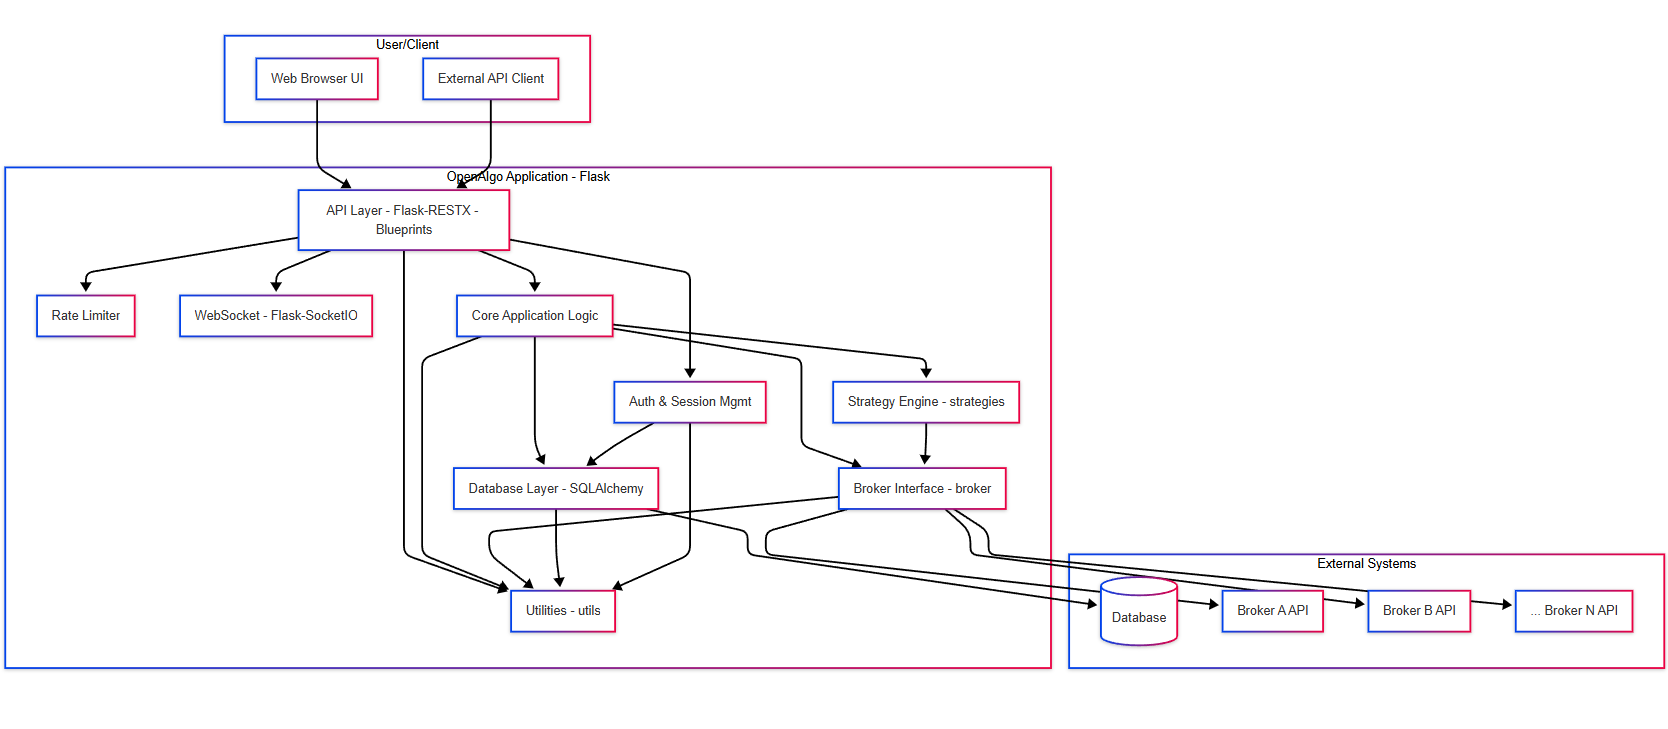 User/Client
Web Browser UI
External API Client
OpenAlgo Application - Flask
API Layer - Flask-RESTX -
Blueprints
Rate Limiter
WebSocket - Flask-SocketIO
Core Application Logic
Auth & Session Mgmt
Strategy Engine - strategies
Database Layer - SQLAlchemy
Broker Interface - broker
External Systems
Utilities - utils
Database
Broker A API
Broker B API
... Broker N API